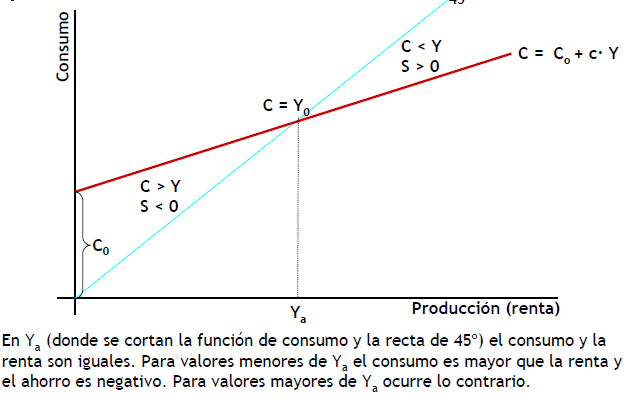 45
Consumo
C < Y
S > 0
C = C₀ + c· Y
C = Y₀
C > Y
S < 0
C₀
Yₐ
Producción (renta)
En Yₐ (donde se cortan la función de consumo y la recta de 45°) el consumo y la
renta son iguales. Para valores menores de Yₐ el consumo es mayor que la renta y
el ahorro es negativo. Para valores mayores de Yₐ ocurre lo contrario.